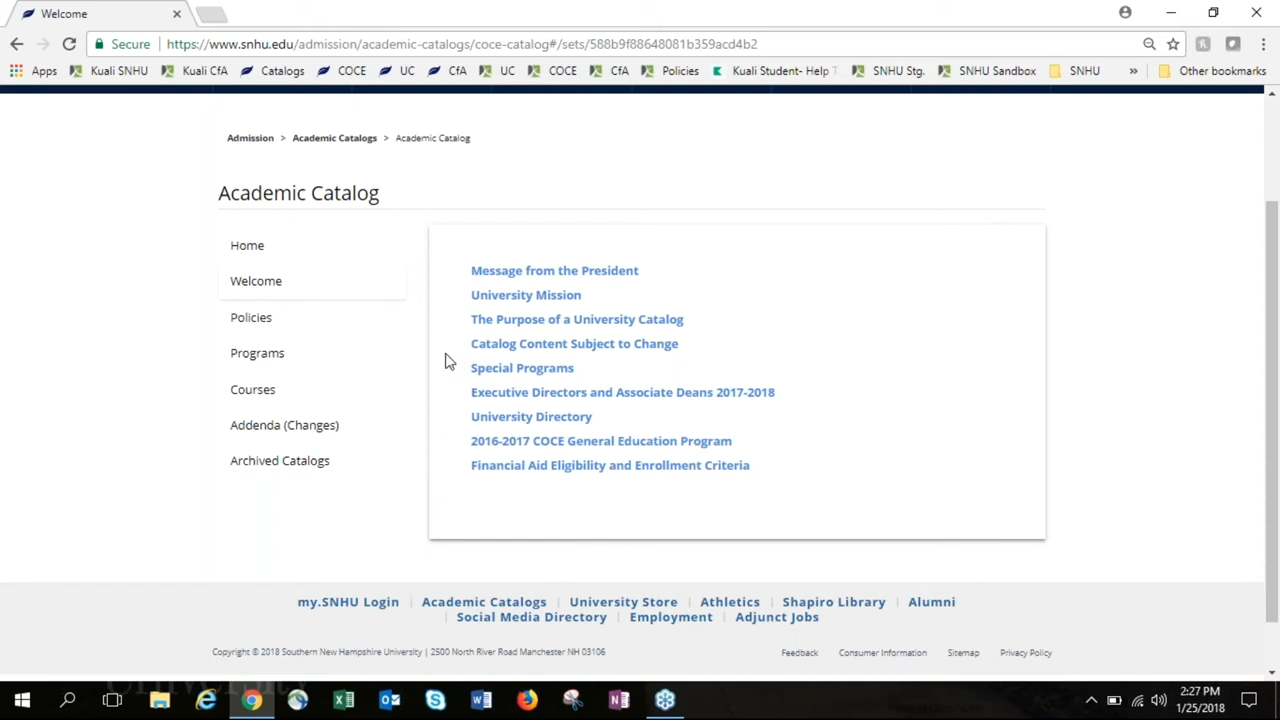 Welcome
Secure
https://www.snhu.edu/admission/academic-catalogs/coce-catalog#/sets/588b9f88648081b359acd4b2
Apps Kuali SNHU Kuali CfA Catalogs COCE UC CfA UC COCE CfA Policies Kuali Student- Help T SNHU Stg. SNHU Sandbox SNHU » Other bookmarks
Admission > Academic Catalogs > Academic Catalog
Academic Catalog
Home
Welcome
Policies
Programs
Courses
Addenda (Changes)
Archived Catalogs
Message from the President
University Mission
The Purpose of a University Catalog
Catalog Content Subject to Change
Special Programs
Executive Directors and Associate Deans 2017-2018
University Directory
2016-2017 COCE General Education Program
Financial Aid Eligibility and Enrollment Criteria
my.SNHU Login | Academic Catalogs | University Store | Athletics | Shapiro Library | Alumni
| Social Media Directory | Employment | Adjunct Jobs
Copyright © 2018 Southern New Hampshire University | 2500 North River Road Manchester NH 03106
Feedback Consumer Information Sitemap Privacy Policy
University
2:27 PM
1/25/2018